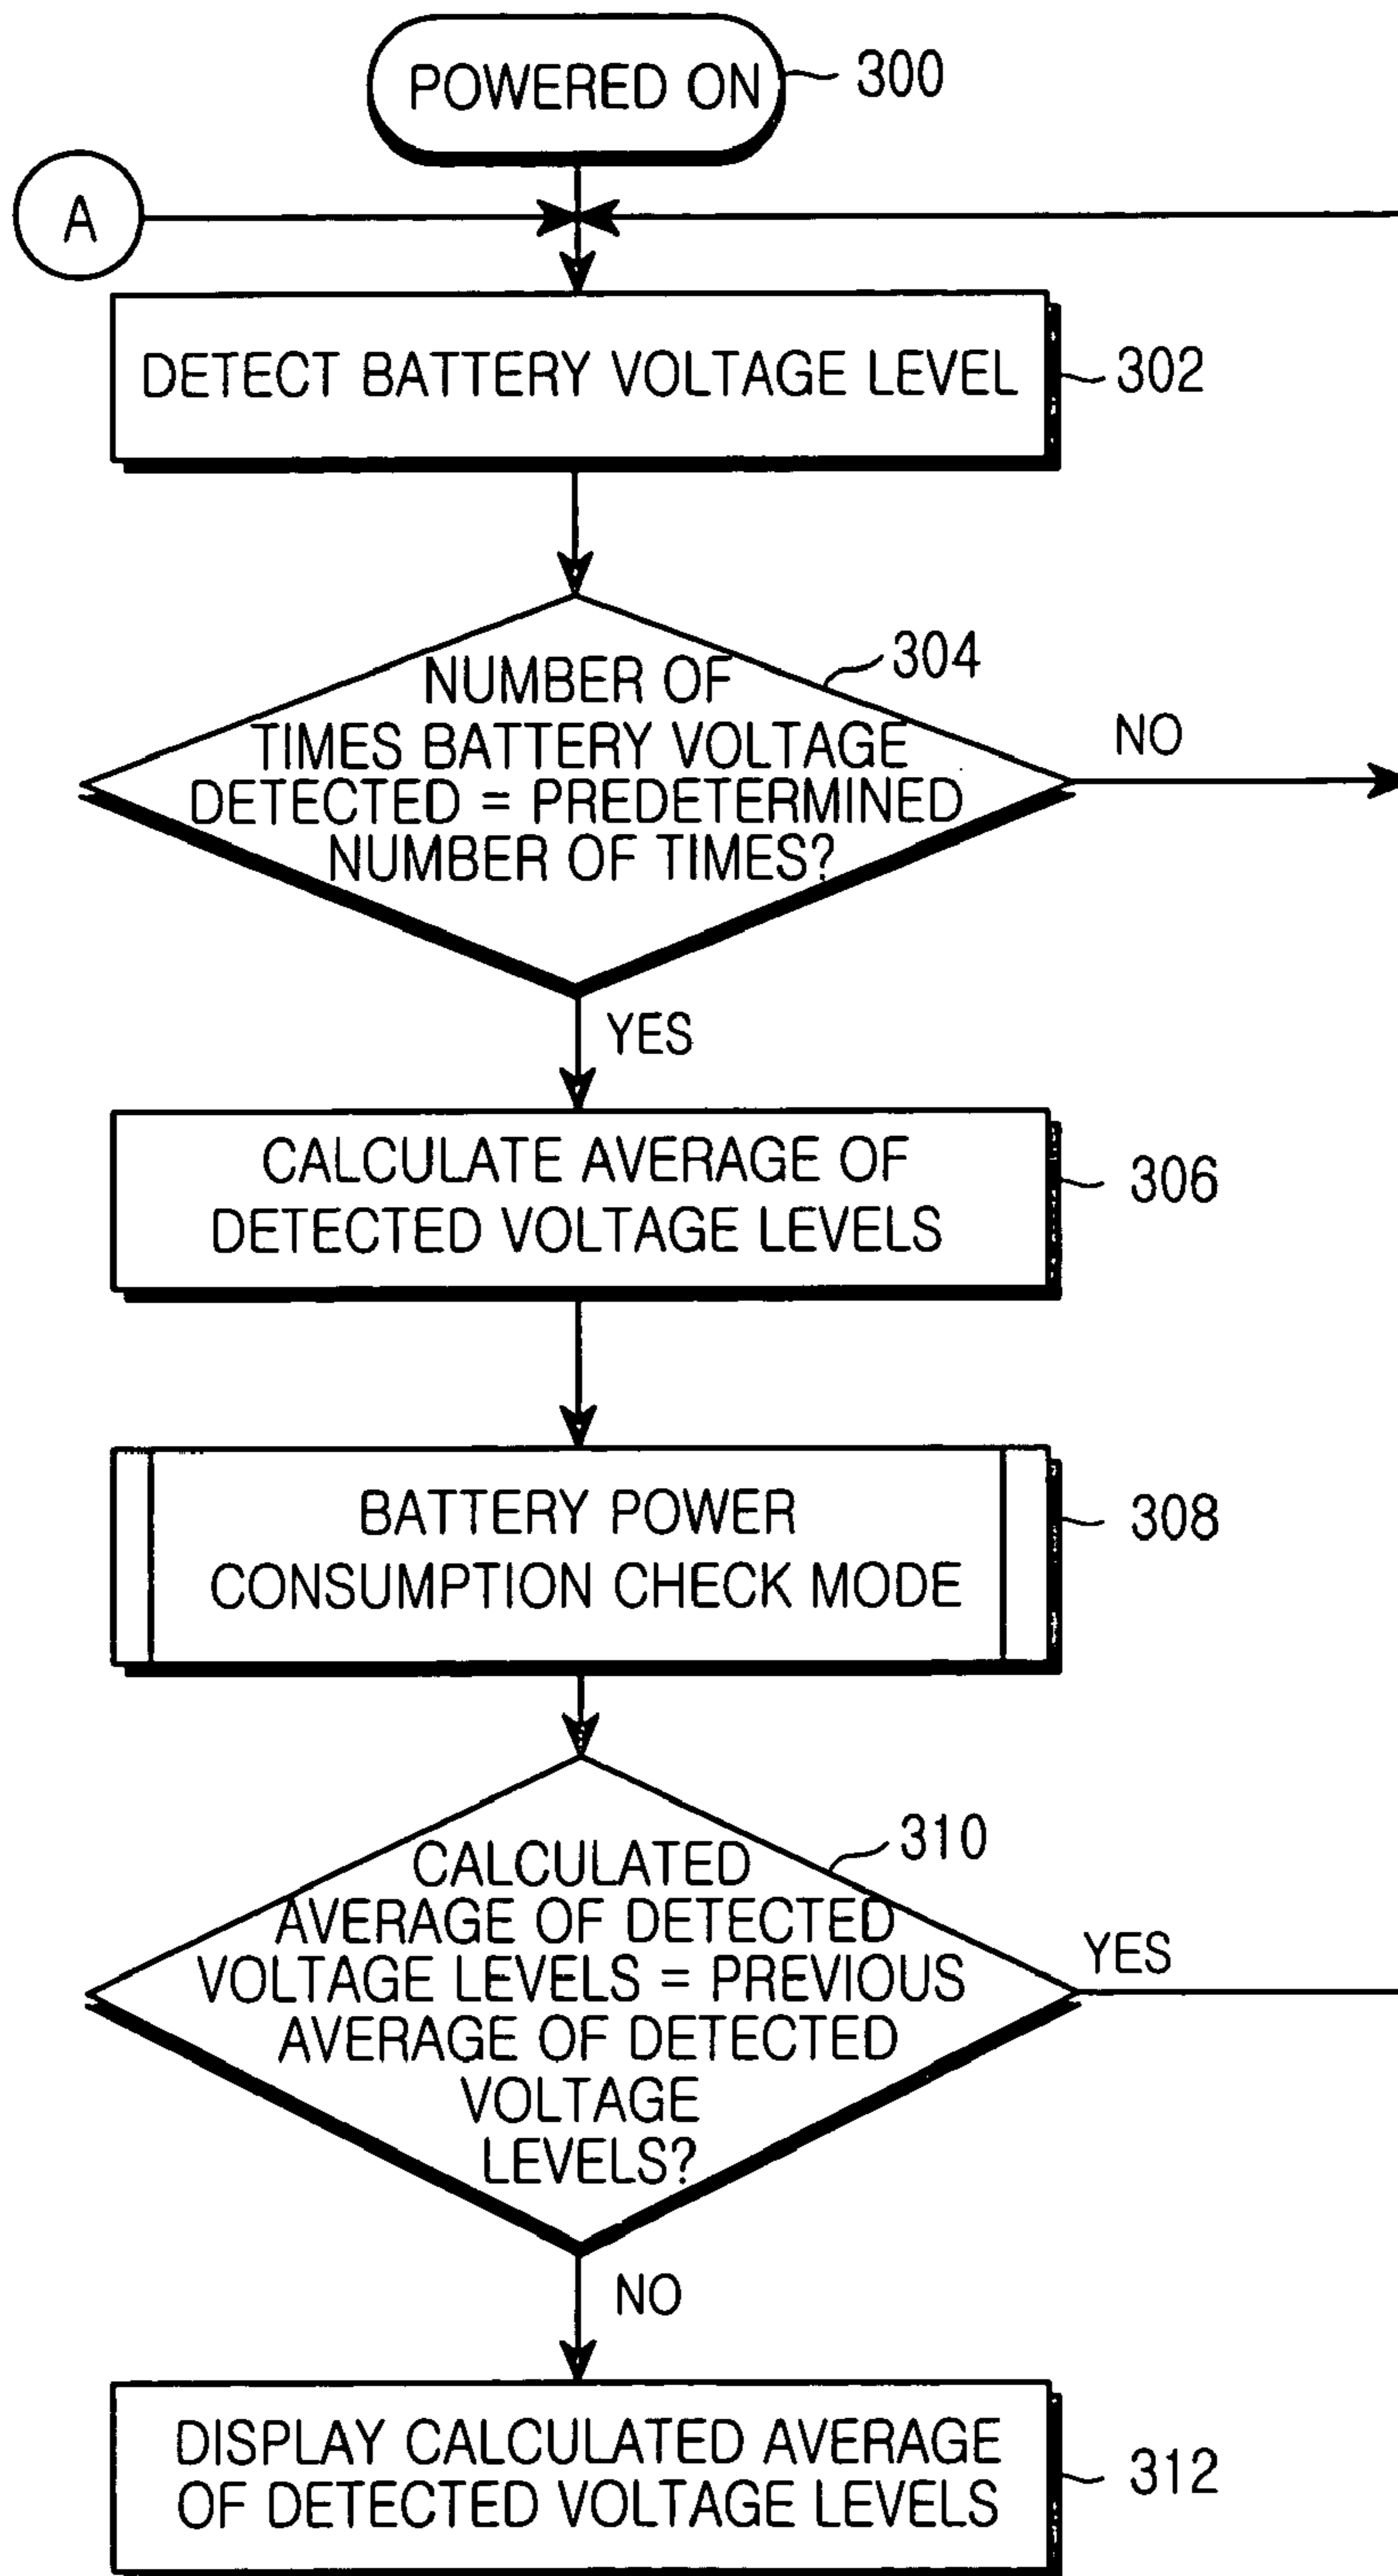 POWERED ON
300
A
DETECT BATTERY VOLTAGE LEVEL
302
304
NUMBER OF
TIMES BATTERY VOLTAGE
DETECTED = PREDETERMINED
NUMBER OF TIMES?
NO
YES
CALCULATE AVERAGE OF
DETECTED VOLTAGE LEVELS
306
BATTERY POWER
CONSUMPTION CHECK MODE
308
310
CALCULATED
AVERAGE OF DETECTED
VOLTAGE LEVELS = PREVIOUS
AVERAGE OF DETECTED
VOLTAGE
LEVELS?
YES
NO
DISPLAY CALCULATED AVERAGE
OF DETECTED VOLTAGE LEVELS
312